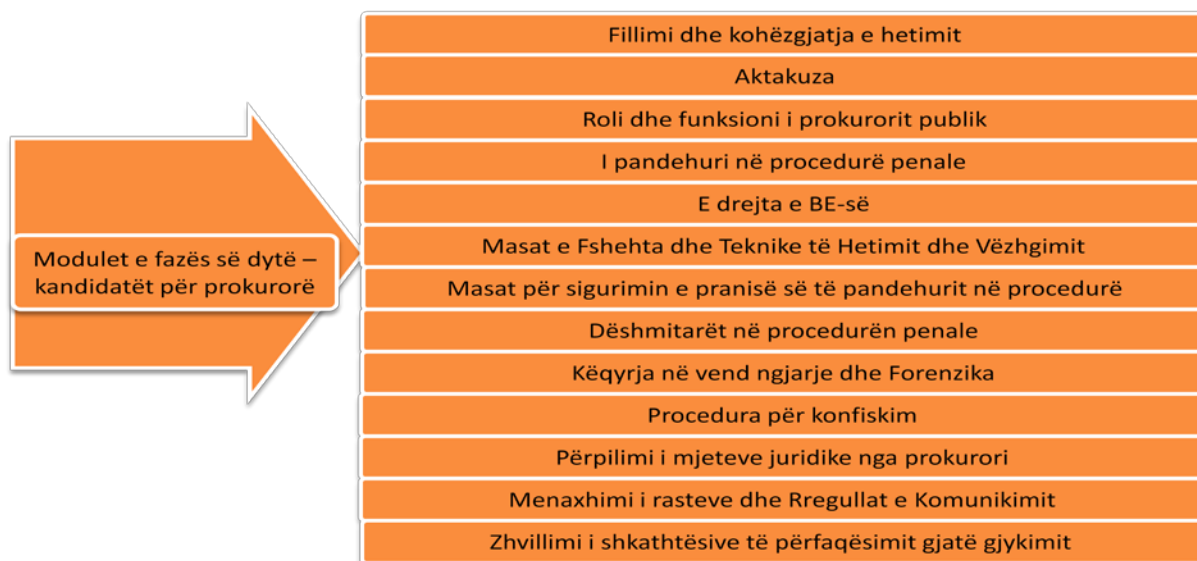 Modulet e fazës së dytë –
kandidatët për prokurorë
Fillimi dhe kohëzgjatja e hetimit
Aktakuza
Roli dhe funksioni i prokurorit publik
I pandehuri në procedurë penale
E drejta e BE-së
Masat e Fshehta dhe Teknike të Hetimit dhe Vëzhgimit
Masat për sigurimin e pranisë së të pandehurit në procedurë
Dëshmitarët në procedurën penale
Këqyrja në vend ngjarje dhe Forenzika
Procedura për konfiskim
Përpilimi i mjeteve juridike nga prokurori
Menaxhimi i rasteve dhe Rregullat e Komunikimit
Zhvillimi i shkathtësive të përfaqësimit gjatë gjykimit